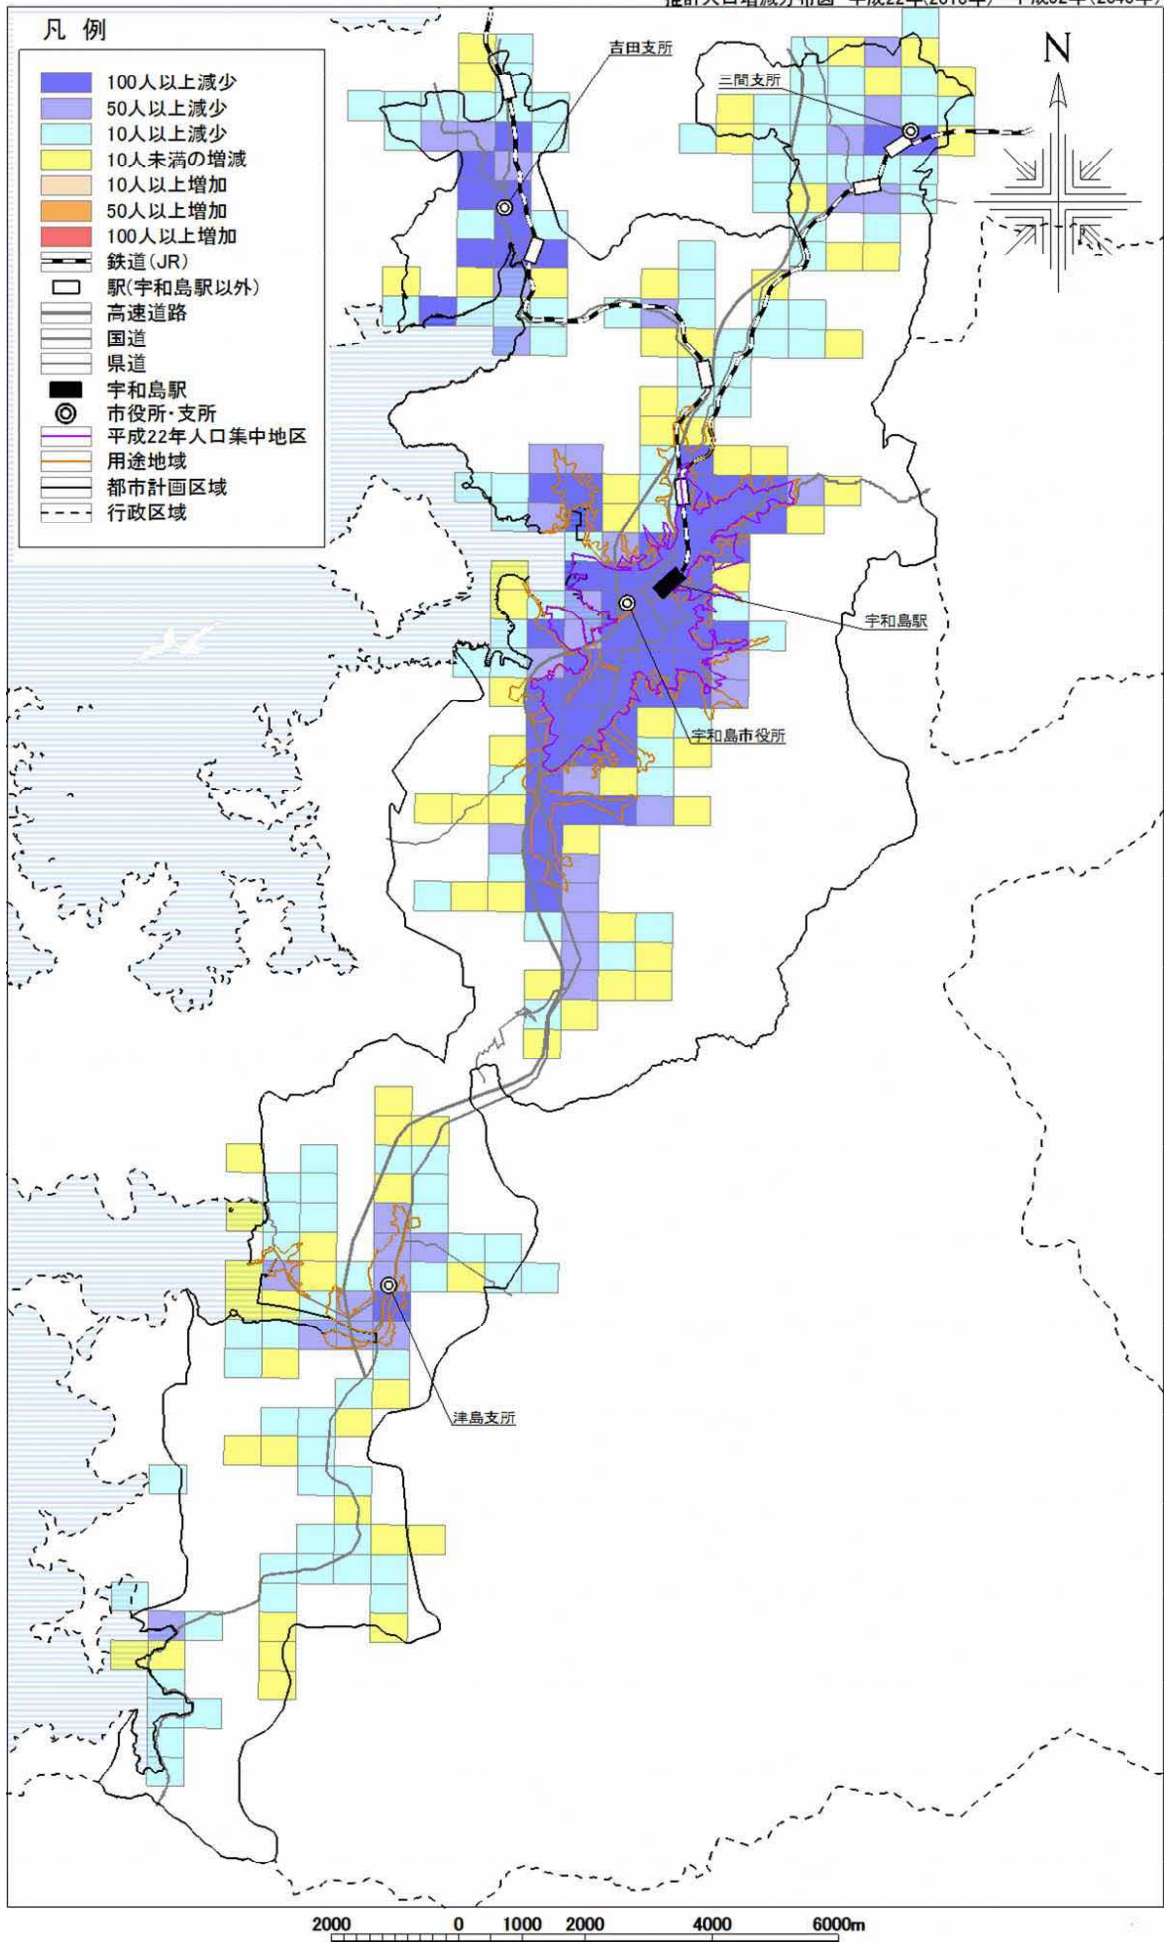 凡 例
100人以上減少
50人以上減少
10人以上減少
10人未満の増減
10人以上増加
50人以上増加
100人以上増加
鉄道(JR)
駅(宇和島駅以外)
高速道路
国道
県道
宇和島駅
市役所・支所
平成22年人口集中地区
用途地域
都市計画区域
行政区域
吉田支所
三間支所
N
宇和島駅
宇和島市役所
津島支所
2000 0 1000 2000 4000 6000m